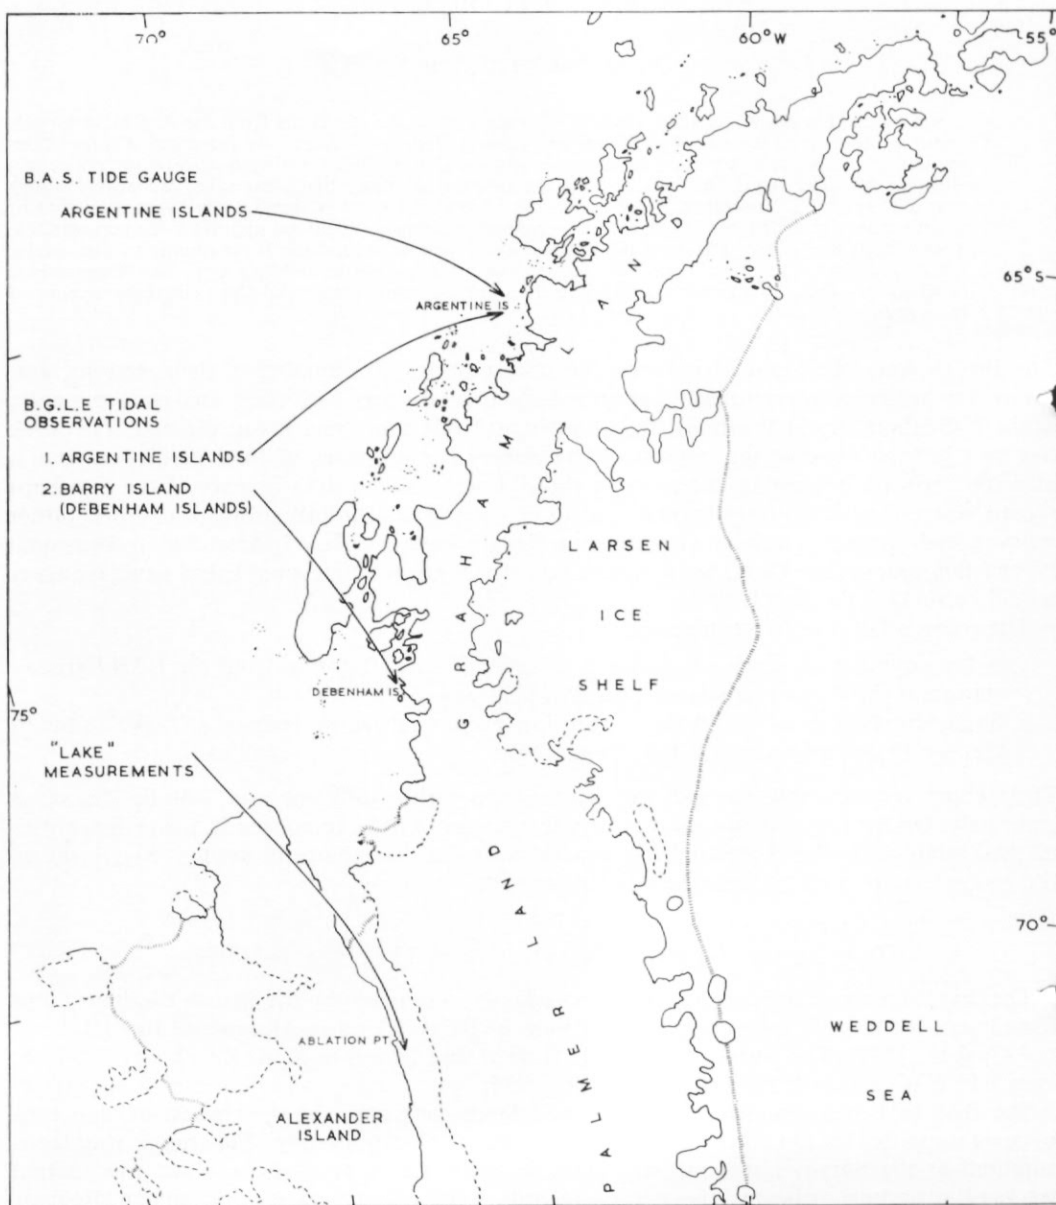 70°
65°
60°W
55°
B.A.S. TIDE GAUGE
ARGENTINE ISLANDS
65°S
ARGENTINE IS
B.G.L.E TIDAL
OBSERVATIONS
1. ARGENTINE ISLANDS
2. BARRY ISLAND
(DEBENHAM ISLANDS)
GRAHAM LAND
LARSEN
ICE
SHELF
DEBENHAM IS
75°
"LAKE"
MEASUREMENTS
PALMER LAND
70°
ABLATION PT
WEDDELL
SEA
ALEXANDER
ISLAND